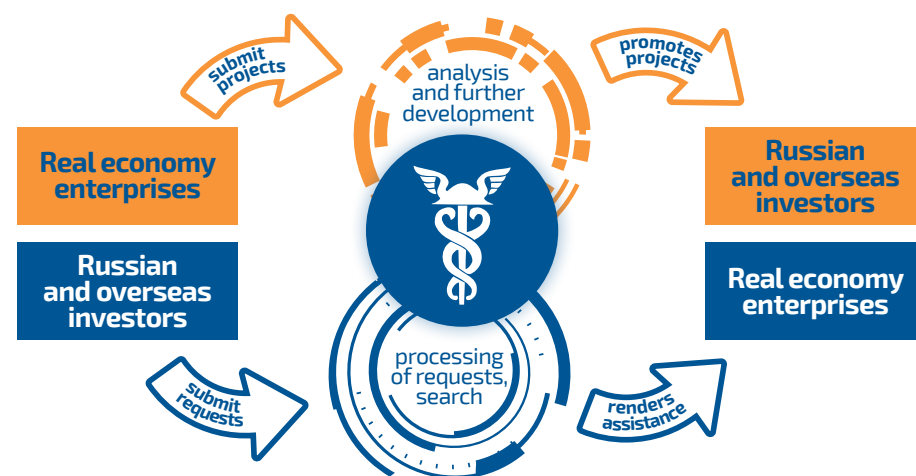 submit
projects
analysis
and further
development
promotes
projects
Real economy
enterprises
Russian
and overseas
investors
Russian
and overseas
investors
Real economy
enterprises
submit
requests
processing
of requests,
search
renders
assistance